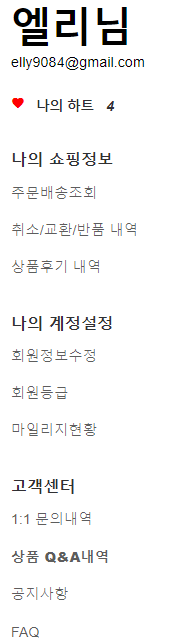 엘리님
elly9084@gmail.com
나의 하트 4
나의 쇼핑정보
주문배송조회
취소/교환/반품 내역
상품후기 내역
나의 계정설정
회원정보수정
회원등급
마일리지현황
고객센터
1:1 문의내역
상품 Q&A내역
공지사항
FAQ